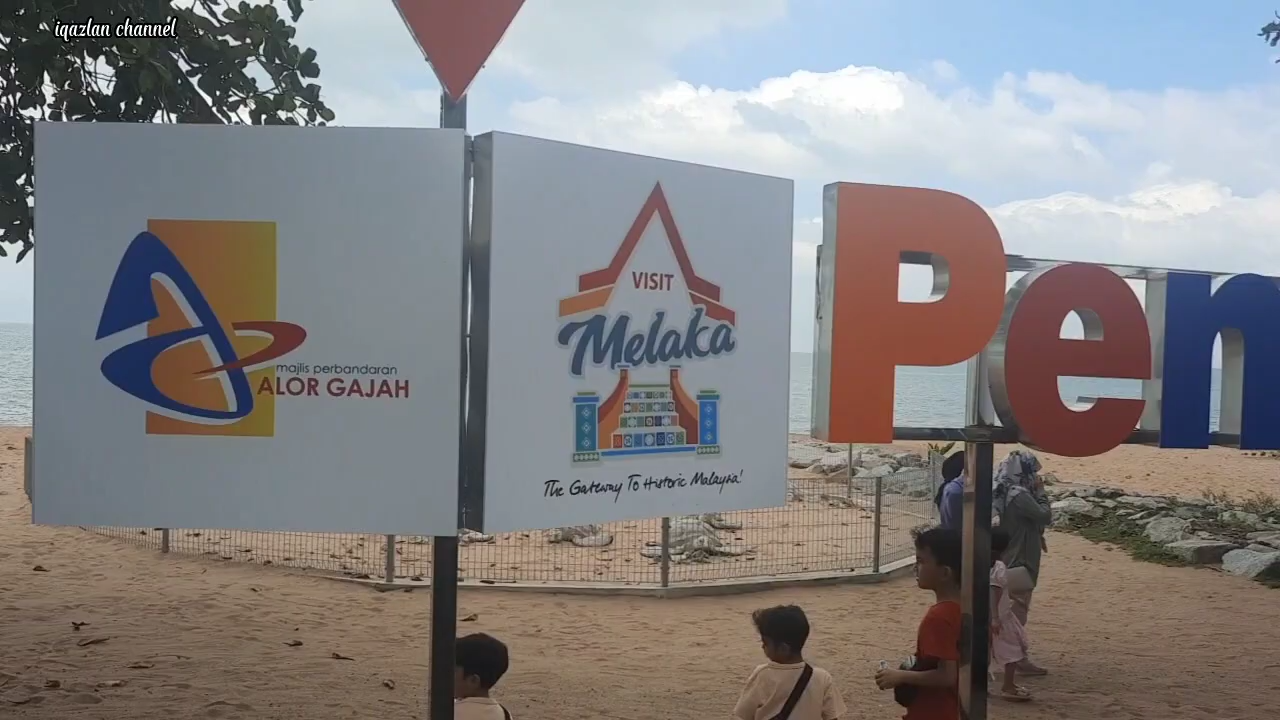 iqazlan channel
majlis perbandaran
ALOR GAJAH
VISIT
Melaka
The Gateway To Historic Malaysia!
Pen